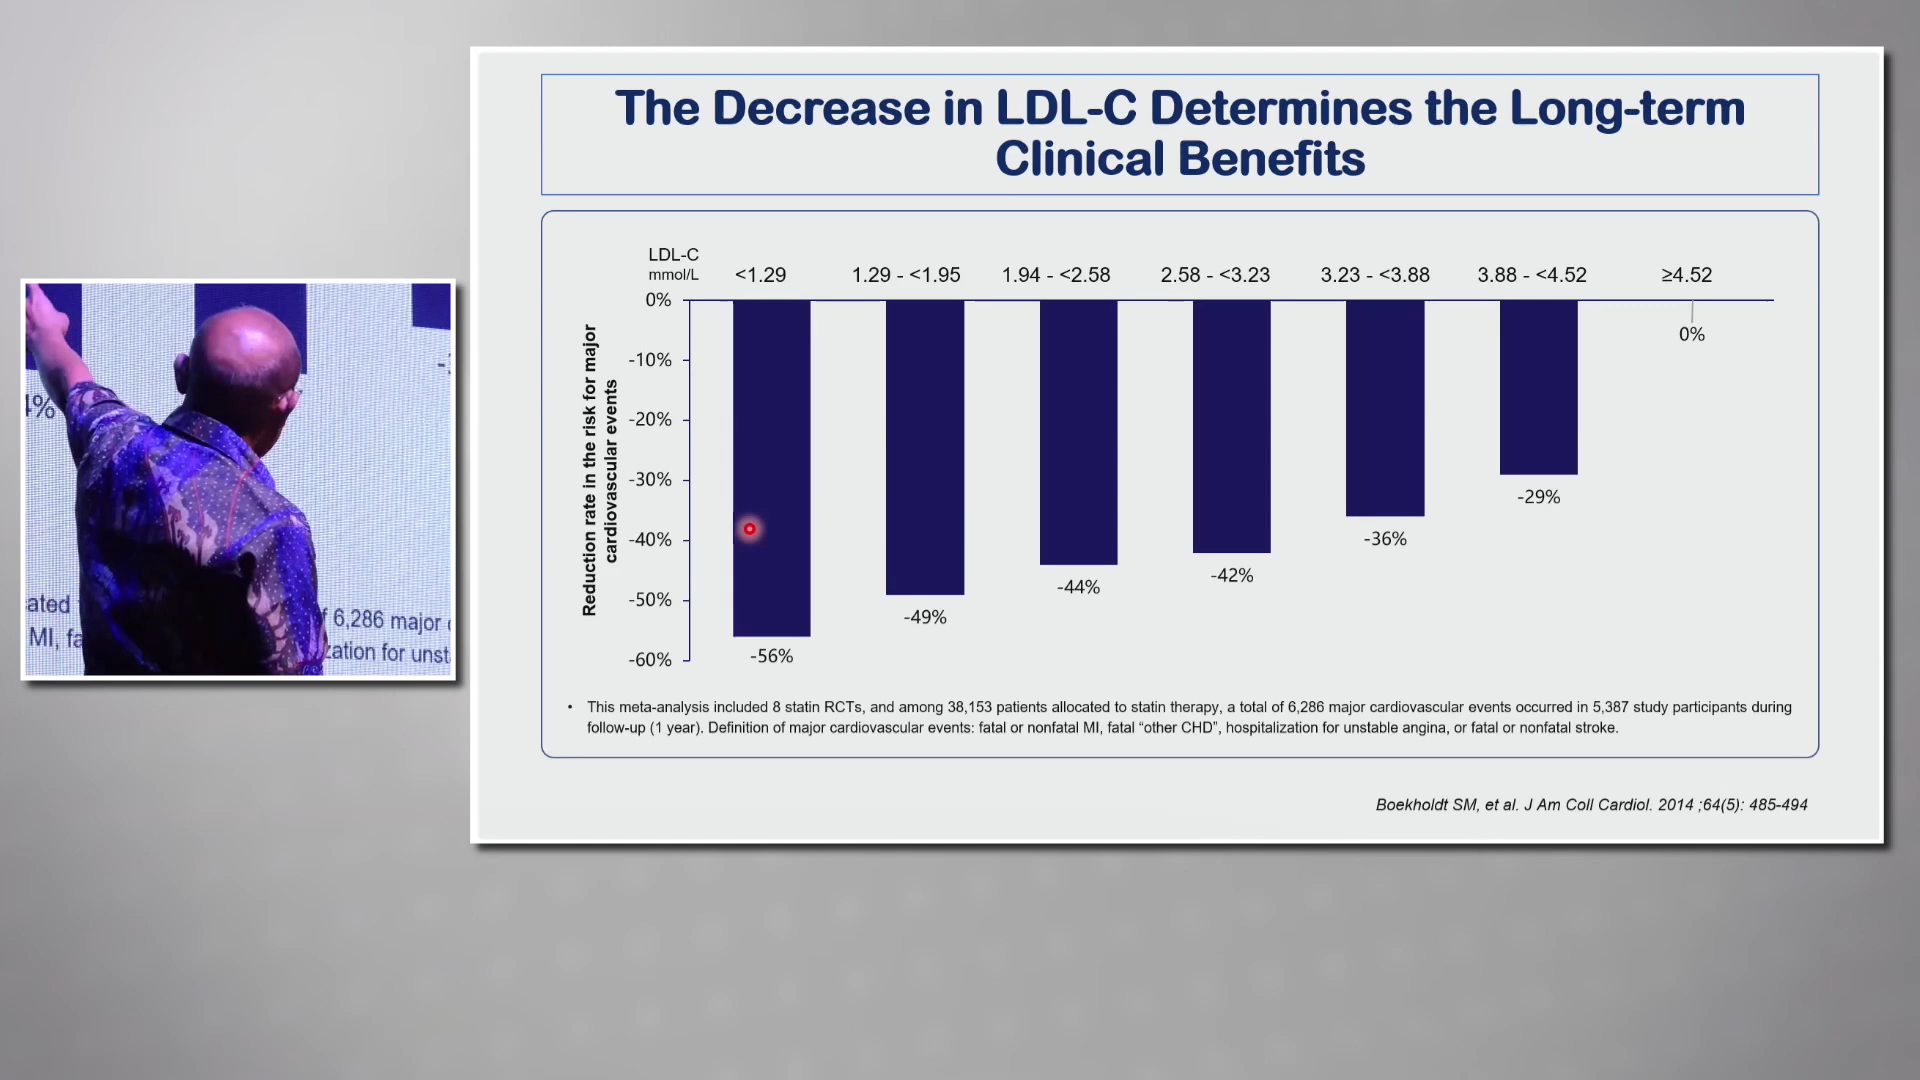 The Decrease in LDL-C Determines the Long-term
Clinical Benefits
LDL-C
mmol/L
<1.29
1.29 - <1.95
1.94 - <2.58
2.58 - <3.23
3.23 - <3.88
3.88 - <4.52
≥4.52
0%
-10%
-20%
-30%
-40%
-50%
-60%
Reduction rate in the risk for major
cardiovascular events
-56%
-49%
-44%
-42%
-36%
-29%
0%
• This meta-analysis included 8 statin RCTs, and among 38,153 patients allocated to statin therapy, a total of 6,286 major cardiovascular events occurred in 5,387 study participants during
follow-up (1 year). Definition of major cardiovascular events: fatal or nonfatal MI, fatal “other CHD”, hospitalization for unstable angina, or fatal or nonfatal stroke.
Boekholdt SM, et al. J Am Coll Cardiol. 2014 ;64(5): 485-494
4%
ated
f 6,286 major
MI, fa
zation for unst